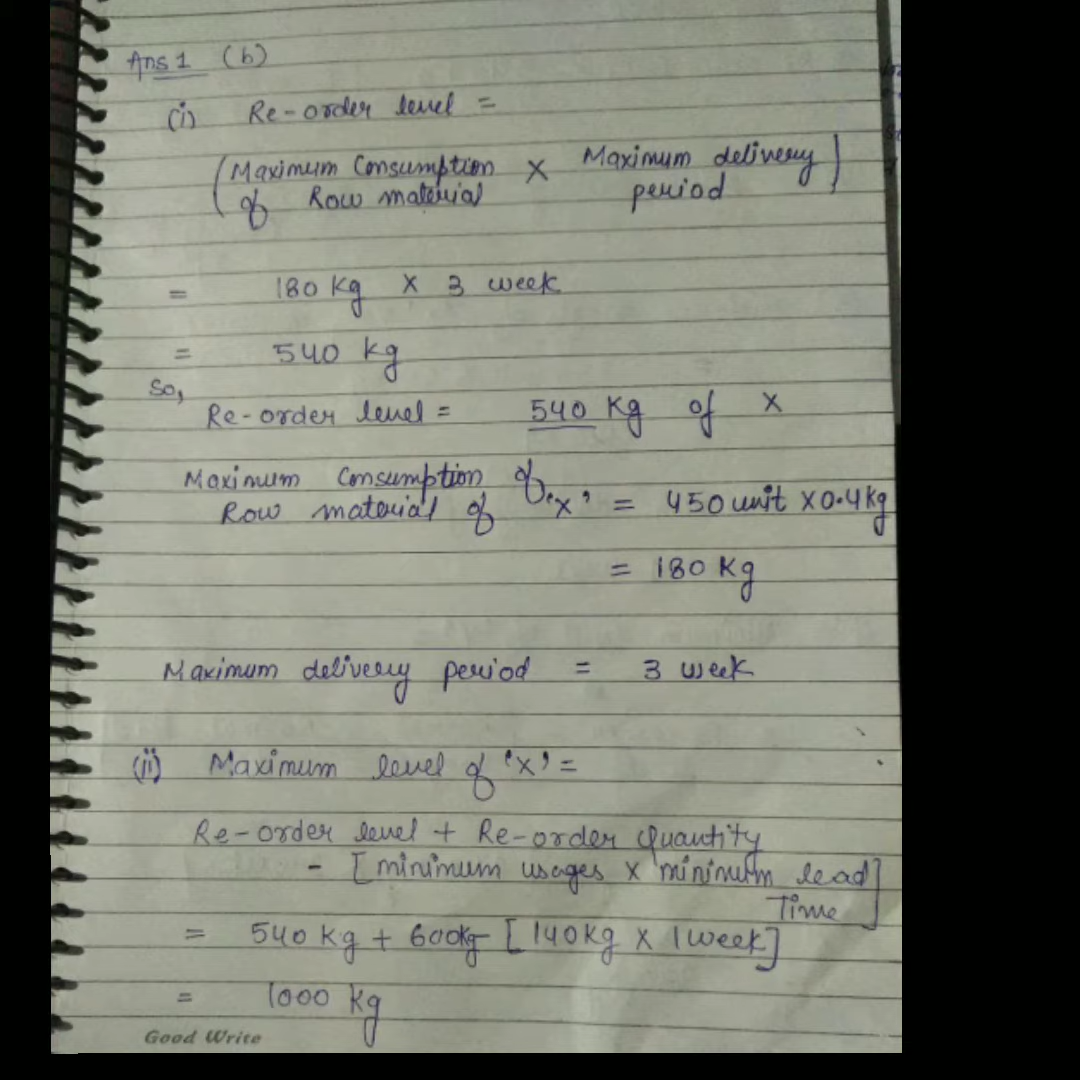 Ans 1 (b)
(i) Re-order level =
(Maximum Consumption of Row material × Maximum delivery period)
= 180 kg × 3 week
= 540 kg
So,
Re-order level = 540 kg of X
Maximum Consumption of
Row material of 'X' = 450 unit × 0.4 kg
= 180 kg
Maximum delivery period = 3 week
(ii) Maximum level of 'X' =
Re-order level + Re-order Quantity
- [minimum usages × minimum lead
Time]
= 540 kg + 600kg - [140kg × 1 week]
= 1000 kg
Good Write